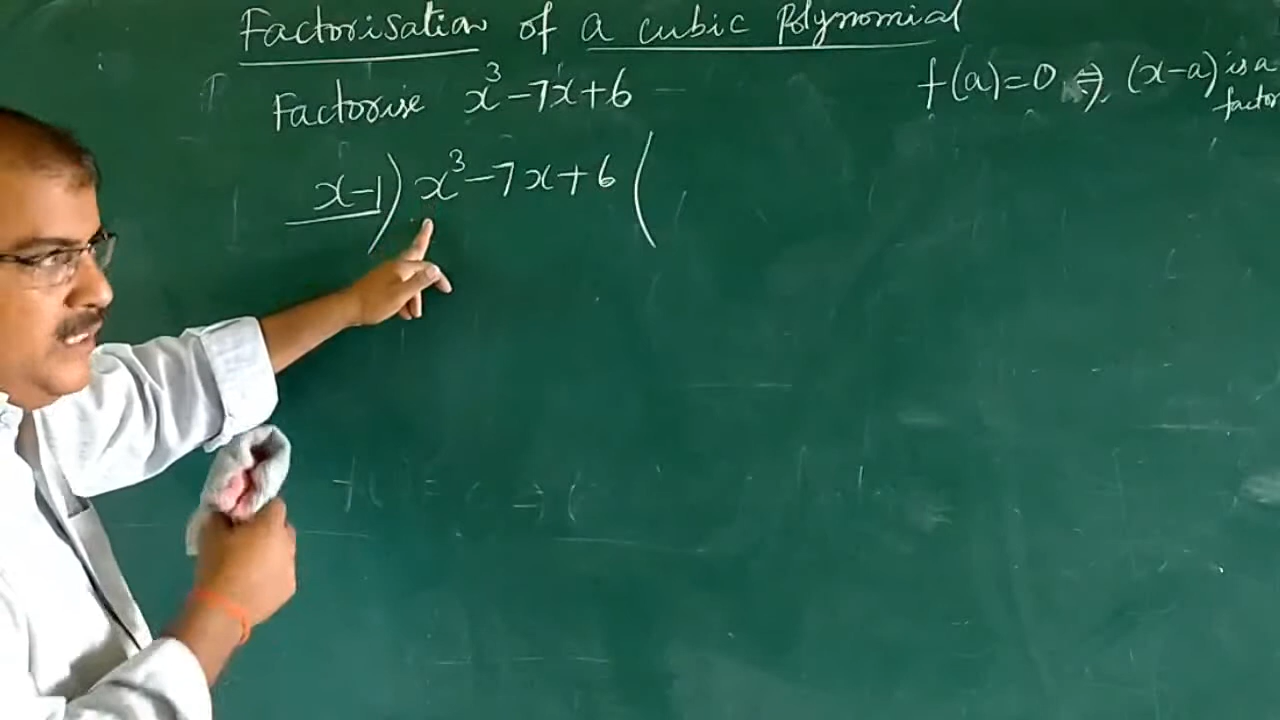 Factorisation of a cubic Polynomial
f(a)=0 ⇔ (x-a) is a factor
Factorise x³-7x+6
x-1) x³-7x+6 (